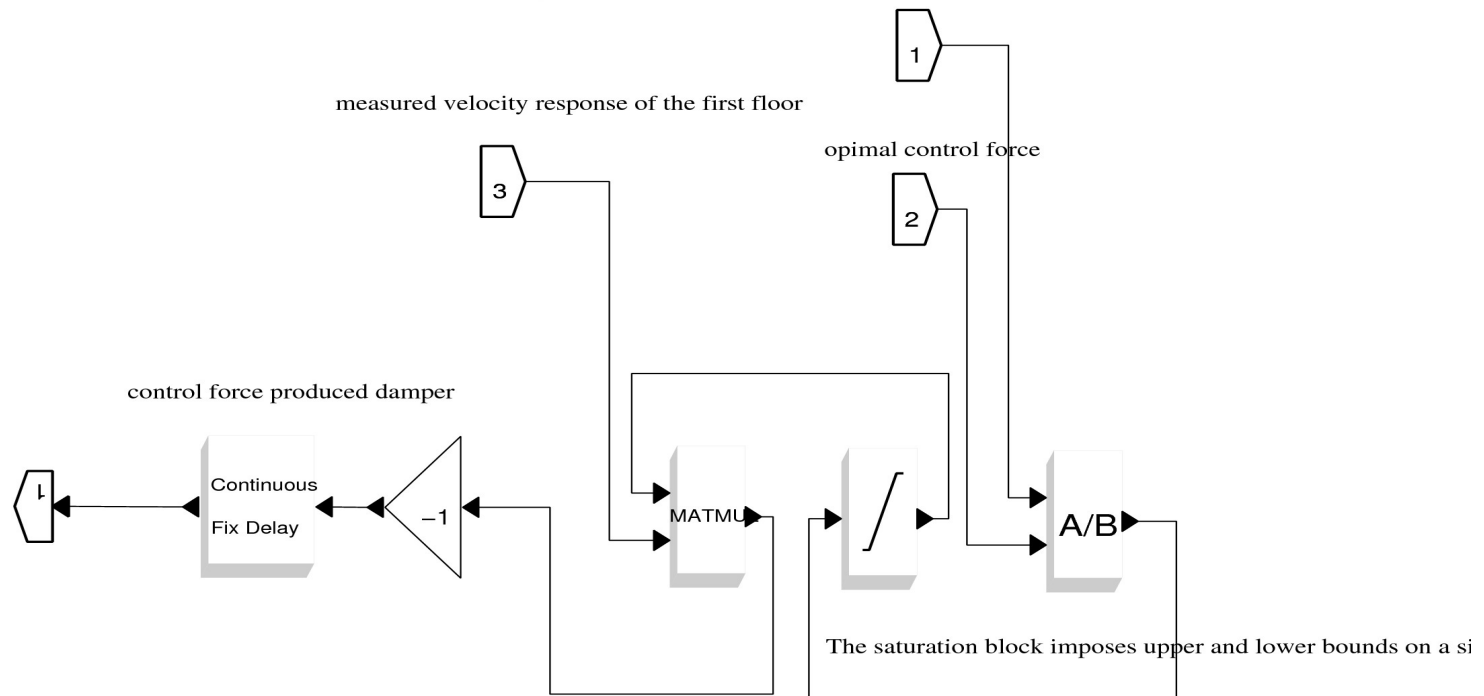 1
measured velocity response of the first floor
opimal control force
3
2
control force produced damper
Continuous
Fix Delay
1
−1
MATMUL
A/B
The saturation block imposes upper and lower bounds on a si